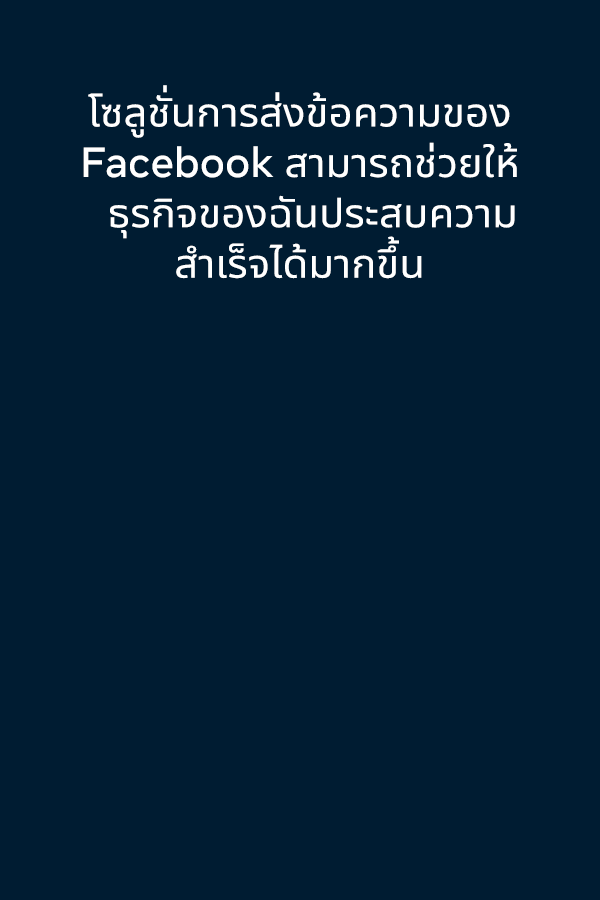 โซลูชั่นการส่งข้อความของ
Facebook สามารถช่วยให้
ธุรกิจของฉันประสบความ
สำเร็จได้มากขึ้น